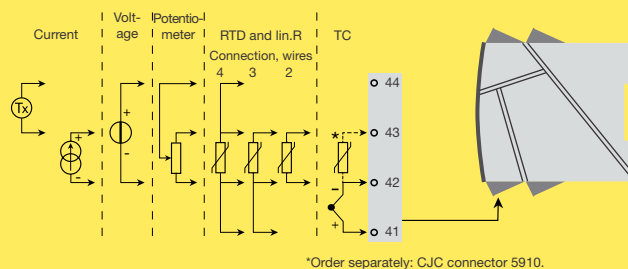 Current
Volt-
age
Potentio-
meter
RTD and lin.R
Connection, wires
4 3 2
TC
Tx
+
-
+
-
*
–
+
44
43
42
41
*Order separately: CJC connector 5910.